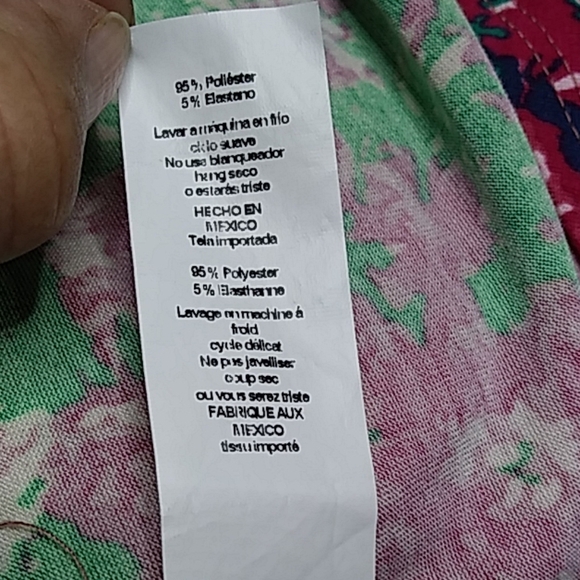 95% Poliéster
5% Elastano
Lavar a máquina en frio
ciclo suave
No use blanqueador
hang seco
o estarás triste
HECHO EN
MEXICO
Tela importada
95% Polyester
5% Elasthanne
Lavage en machine à
froid
cycle délicat
Ne pas javelliser
coup sec
ou vous serez triste
FABRIQUE AUX
MEXICO
tissu importé